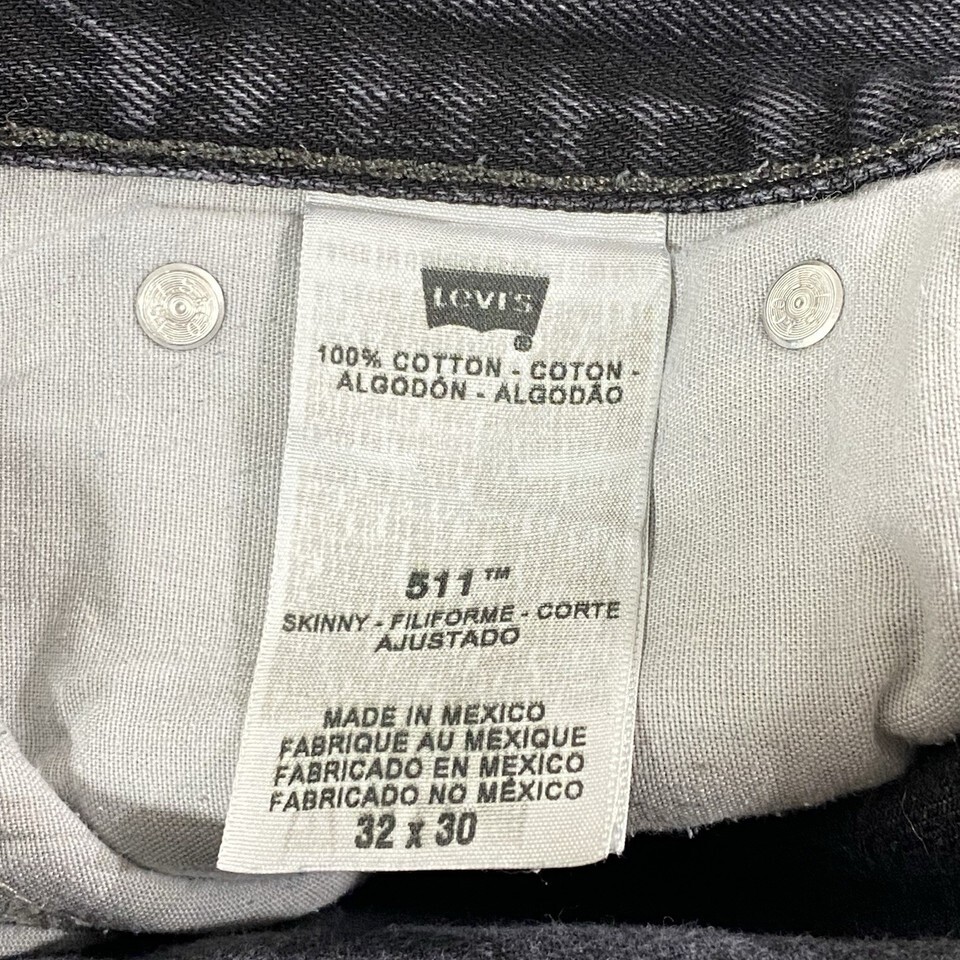 Levi's
®
100% COTTON - COTON -
ALGODÓN - ALGODÃO
511™
SKINNY - FILIFORME - CORTE
AJUSTADO
MADE IN MEXICO
FABRIQUE AU MEXIQUE
FABRICADO EN MÉXICO
FABRICADO NO MÉXICO
32 x 30